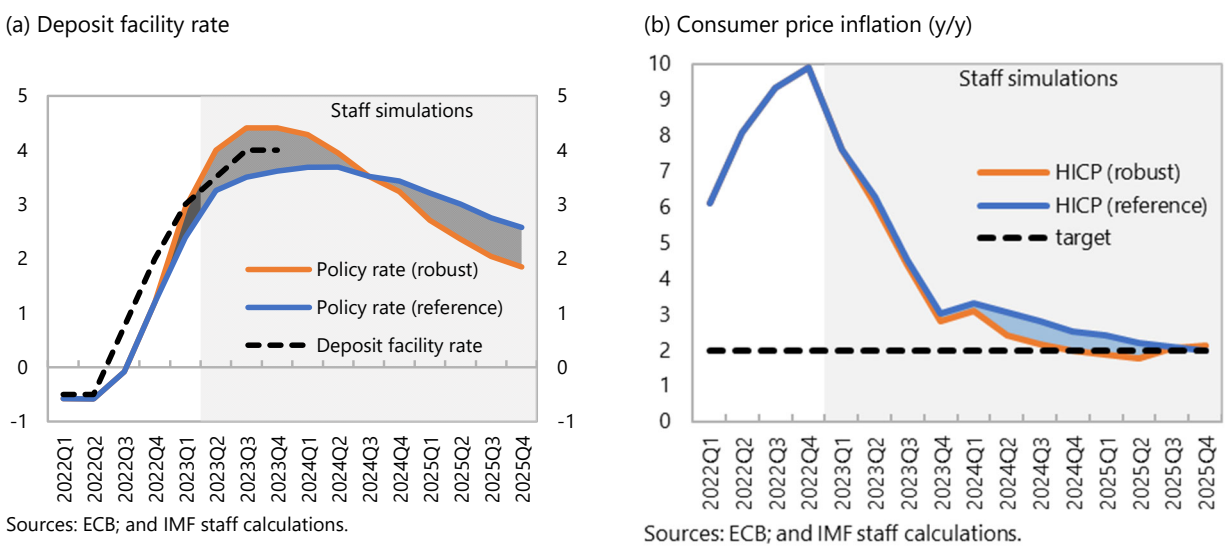 (a) Deposit facility rate
5
4
3
2
1
0
-1
5
4
3
2
1
0
-1
Staff simulations
Policy rate (robust)
Policy rate (reference)
Deposit facility rate
2022Q1
2022Q2
2022Q3
2022Q4
2023Q1
2023Q2
2023Q3
2023Q4
2024Q1
2024Q2
2024Q3
2024Q4
2025Q1
2025Q2
2025Q3
2025Q4
Sources: ECB; and IMF staff calculations.
(b) Consumer price inflation (y/y)
10
9
8
7
6
5
4
3
2
1
0
Staff simulations
HICP (robust)
HICP (reference)
target
2022Q1
2022Q2
2022Q3
2022Q4
2023Q1
2023Q2
2023Q3
2023Q4
2024Q1
2024Q2
2024Q3
2024Q4
2025Q1
2025Q2
2025Q3
2025Q4
Sources: ECB; and IMF staff calculations.